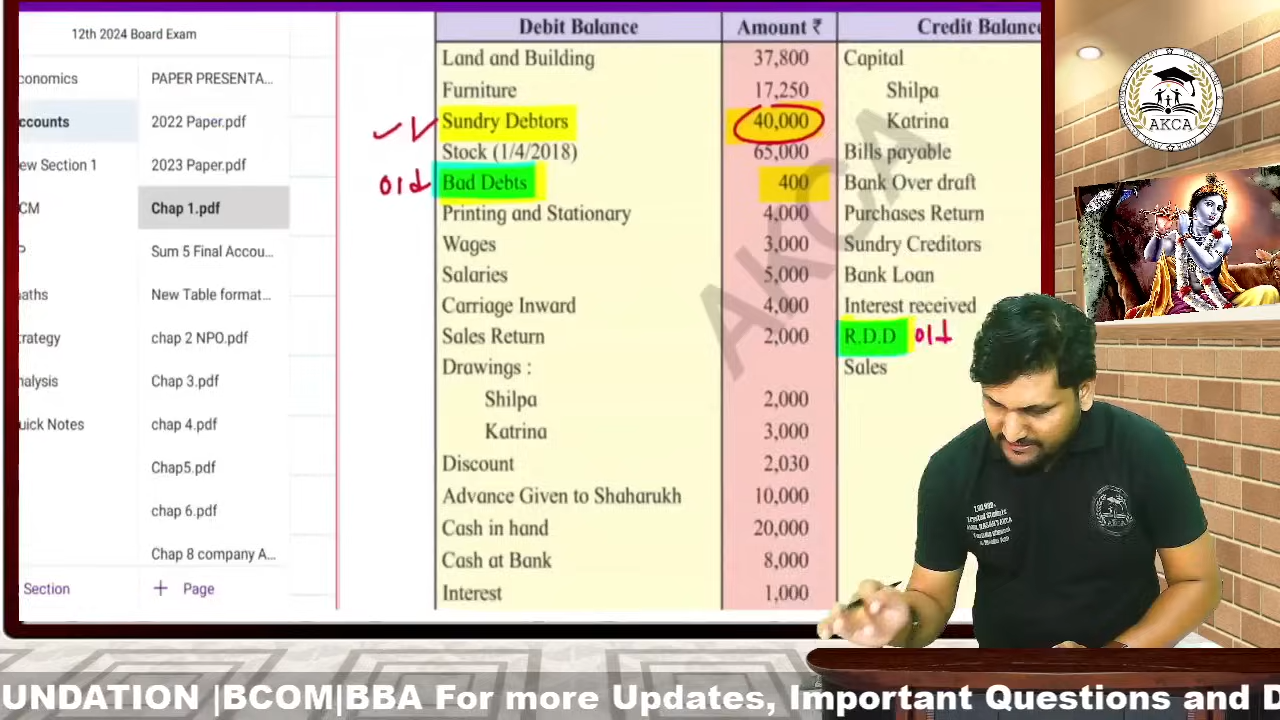 12th 2024 Board Exam
conomics
ccounts
ew Section 1
CM
P
aths
rategy
nalysis
uick Notes
Section
PAPER PRESENTA...
2022 Paper.pdf
2023 Paper.pdf
Chap 1.pdf
Sum 5 Final Accou...
New Table format...
chap 2 NPO.pdf
Chap 3.pdf
chap 4.pdf
Chap5.pdf
chap 6.pdf
Chap 8 company A...
+ Page
Debit Balance Amount ₹ Credit Balance
Land and Building 37,800 Capital
Furniture 17,250 Shilpa
Sundry Debtors 40,000 Katrina
Stock (1/4/2018) 65,000 Bills payable
old Bad Debts 400 Bank Over draft
Printing and Stationary 4,000 Purchases Return
Wages 3,000 Sundry Creditors
Salaries 5,000 Bank Loan
Carriage Inward 4,000 Interest received
Sales Return 2,000 R.D.D old
Drawings : Sales
Shilpa 2,000
Katrina 3,000
Discount 2,030
Advance Given to Shaharukh 10,000
Cash in hand 20,000
Cash at Bank 8,000
Interest 1,000
AKCA
AKCA
AKCA
UNDATION |BCOM|BBA For more Updates, Important Questions and D